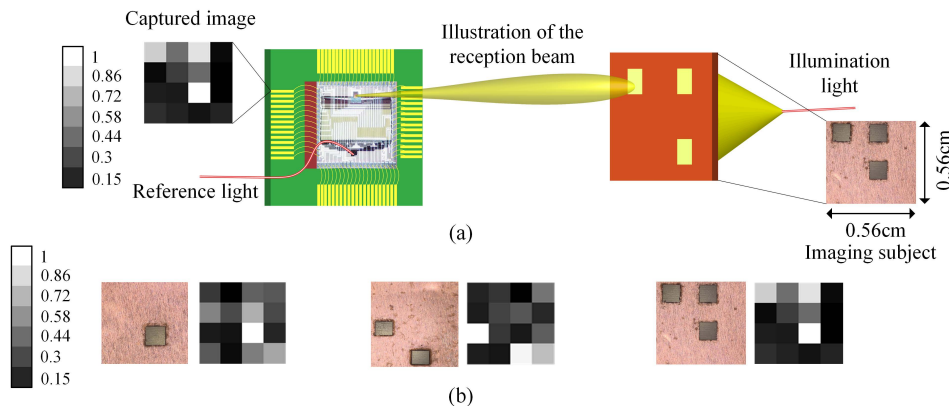 Captured image
1
0.86
0.72
0.58
0.44
0.3
0.15
Illustration of the
reception beam
Illumination
light
Reference light
0.56cm
0.56cm
Imaging subject
(a)
1
0.86
0.72
0.58
0.44
0.3
0.15
(b)